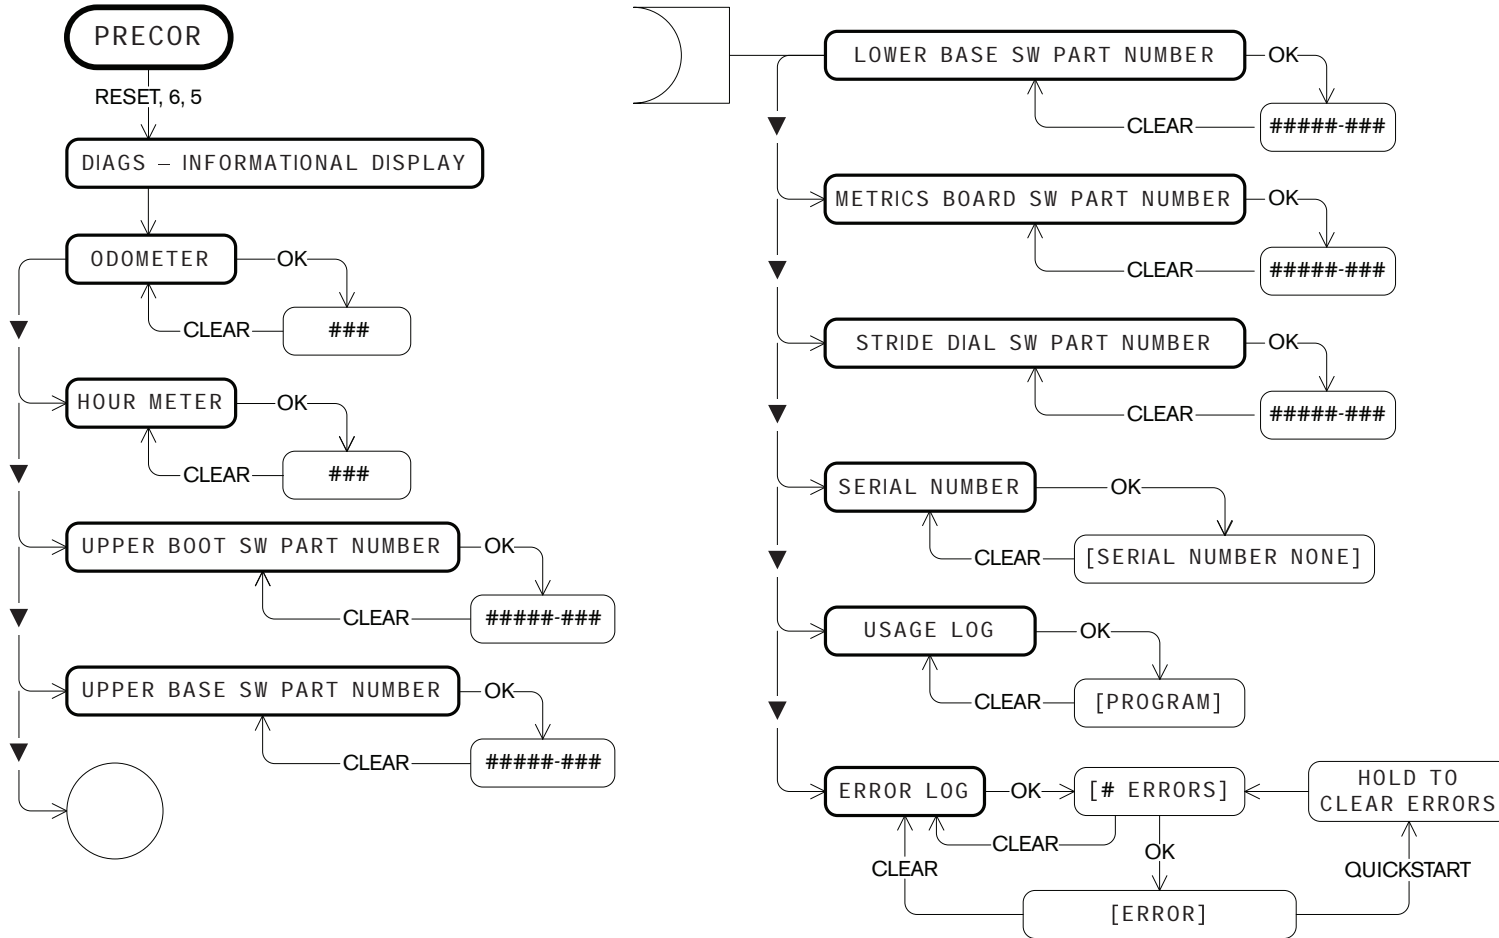 PRECOR
RESET, 6, 5
DIAGS – INFORMATIONAL DISPLAY
ODOMETER
OK
CLEAR
###
HOUR METER
OK
CLEAR
###
UPPER BOOT SW PART NUMBER
OK
CLEAR
#####-###
UPPER BASE SW PART NUMBER
OK
CLEAR
#####-###
LOWER BASE SW PART NUMBER
OK
CLEAR
#####-###
METRICS BOARD SW PART NUMBER
OK
CLEAR
#####-###
STRIDE DIAL SW PART NUMBER
OK
CLEAR
#####-###
SERIAL NUMBER
OK
CLEAR
[SERIAL NUMBER NONE]
USAGE LOG
OK
CLEAR
[PROGRAM]
ERROR LOG
OK
[# ERRORS]
HOLD TO
CLEAR ERRORS
CLEAR
OK
CLEAR
QUICKSTART
[ERROR]